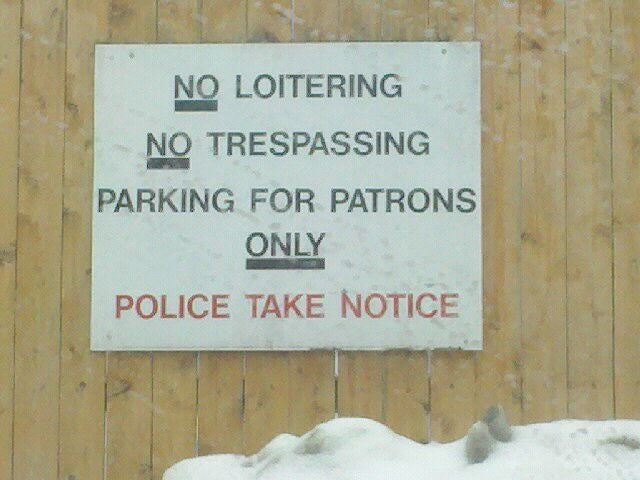 NO LOITERING
NO TRESPASSING
PARKING FOR PATRONS
ONLY
POLICE TAKE NOTICE